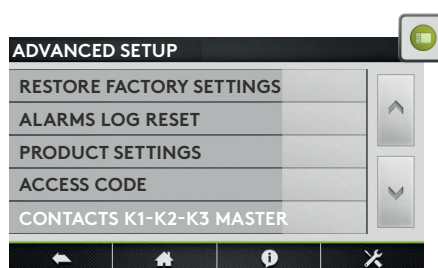 ADVANCED SETUP
RESTORE FACTORY SETTINGS
ALARMS LOG RESET
PRODUCT SETTINGS
ACCESS CODE
CONTACTS K1-K2-K3 MASTER